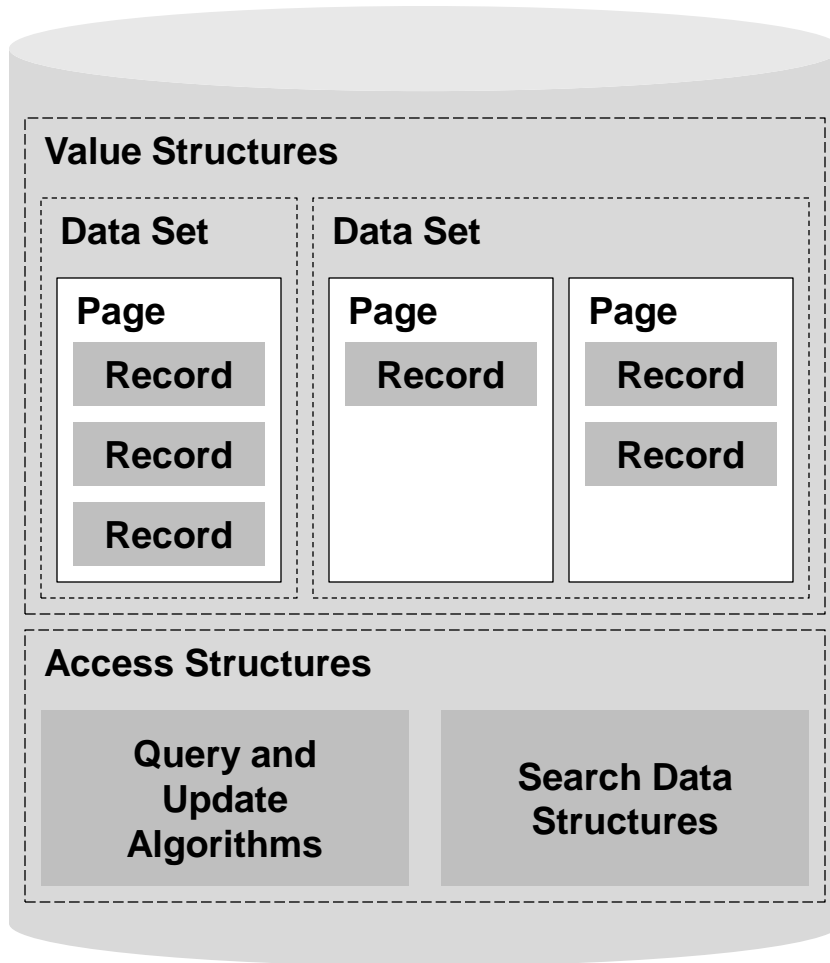 Value Structures
Data Set
Page
Record
Record
Record
Data Set
Page
Record
Page
Record
Record
Access Structures
Query and
Update
Algorithms
Search Data
Structures